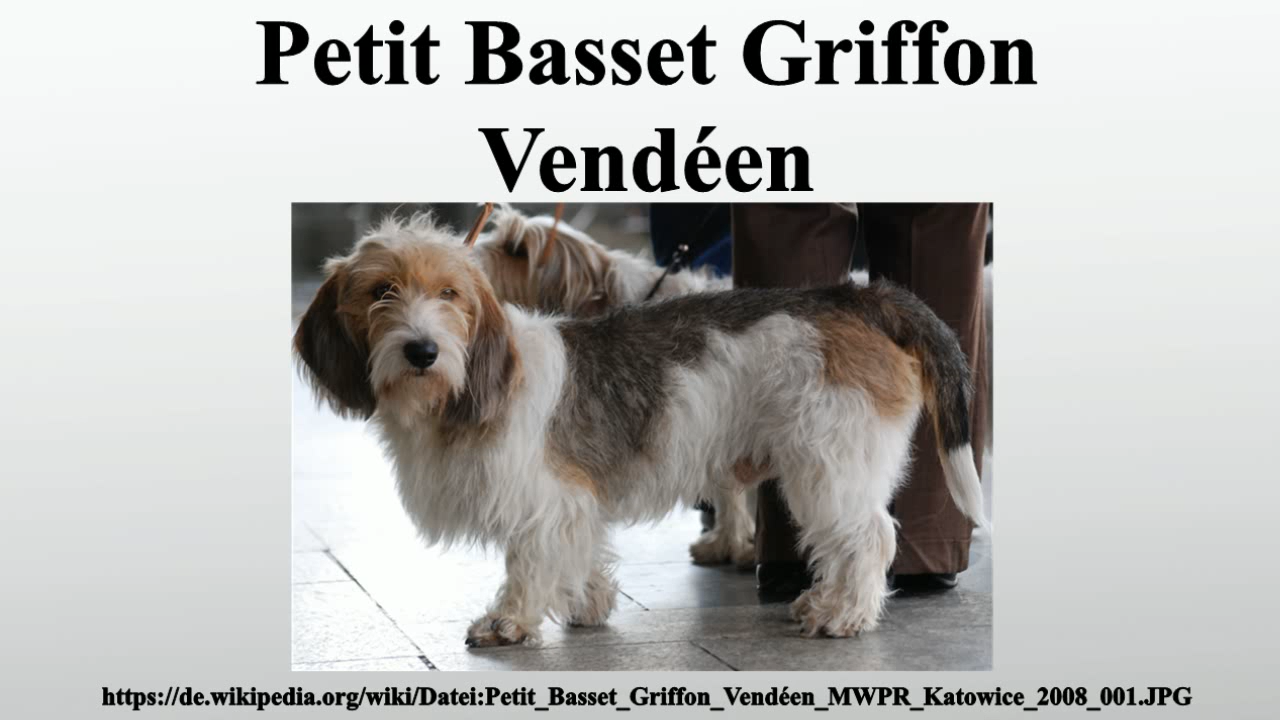 Petit Basset Griffon
Vendéen
https://de.wikipedia.org/wiki/Datei:Petit_Basset_Griffon_Vendéen_MWPR_Katowice_2008_001.JPG